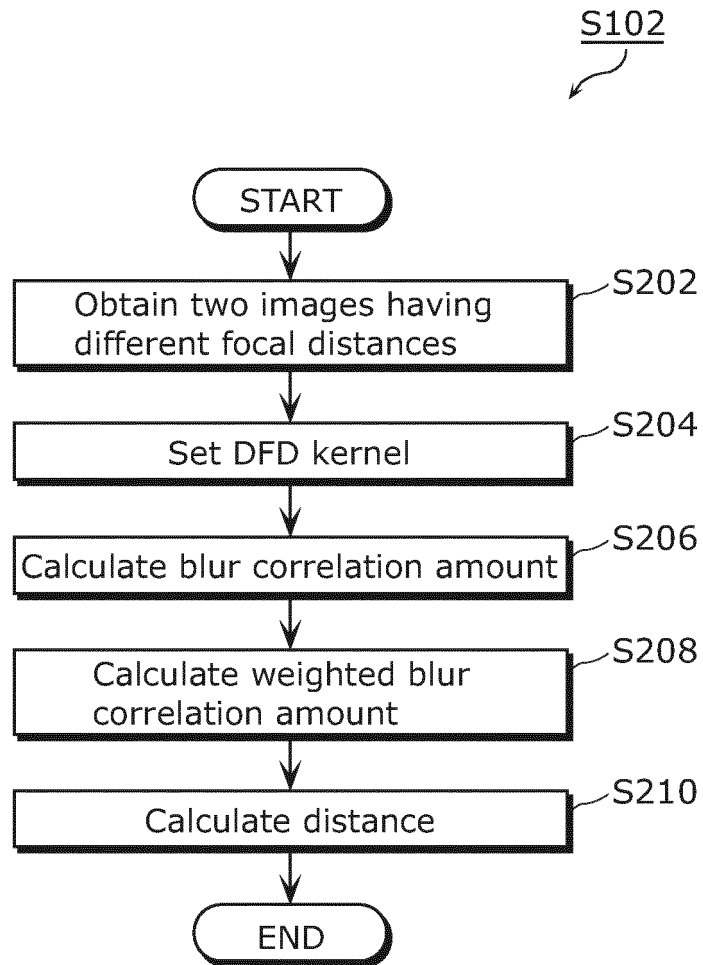 S102
START
Obtain two images having
different focal distances
S202
Set DFD kernel
S204
Calculate blur correlation amount
S206
Calculate weighted blur
correlation amount
S208
Calculate distance
S210
END